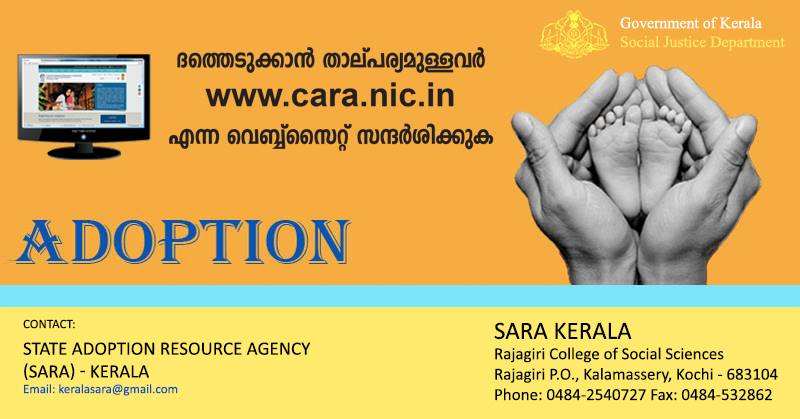 Government of Kerala
Social Justice Department
ദത്തെടുക്കാൻ താല്പര്യമുള്ളവർ
www.cara.nic.in
എന്ന വെബ്ബ്സൈറ്റ് സന്ദർശിക്കുക
ADOPTION
CONTACT:
STATE ADOPTION RESOURCE AGENCY
(SARA) - KERALA
Email: keralasara@gmail.com
SARA KERALA
Rajagiri College of Social Sciences
Rajagiri P.O., Kalamassery, Kochi - 683104
Phone: 0484-2540727 Fax: 0484-532862